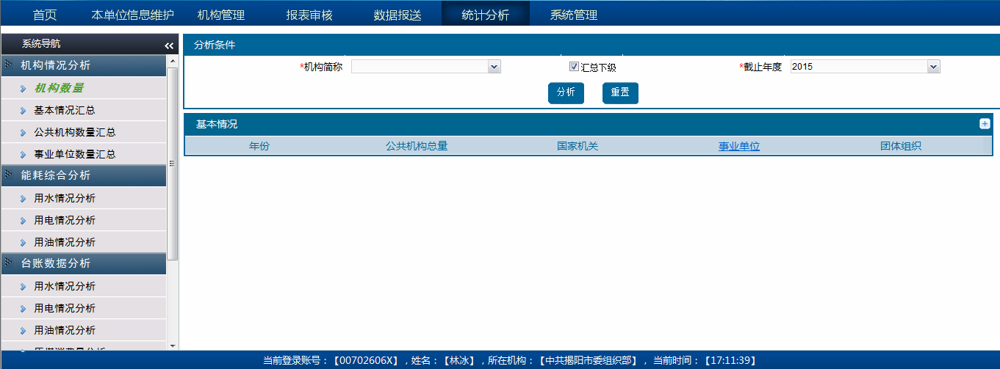 首页 本单位信息维护 机构管理 报表审核 数据报送 统计分析 系统管理
系统导航
机构情况分析
机构数量
基本情况汇总
公共机构数量汇总
事业单位数量汇总
能耗综合分析
用水情况分析
用电情况分析
用油情况分析
台账数据分析
用水情况分析
用电情况分析
用油情况分析
分析条件
*机构简称 汇总下级 *截止年度 2015
分析 重置
基本情况
年份 公共机构总量 国家机关 事业单位 团体组织
当前登录账号：【00702606X】，姓名：【林冰】，所在机构：【中共揭阳市委组织部】， 当前时间：【17:11:39】